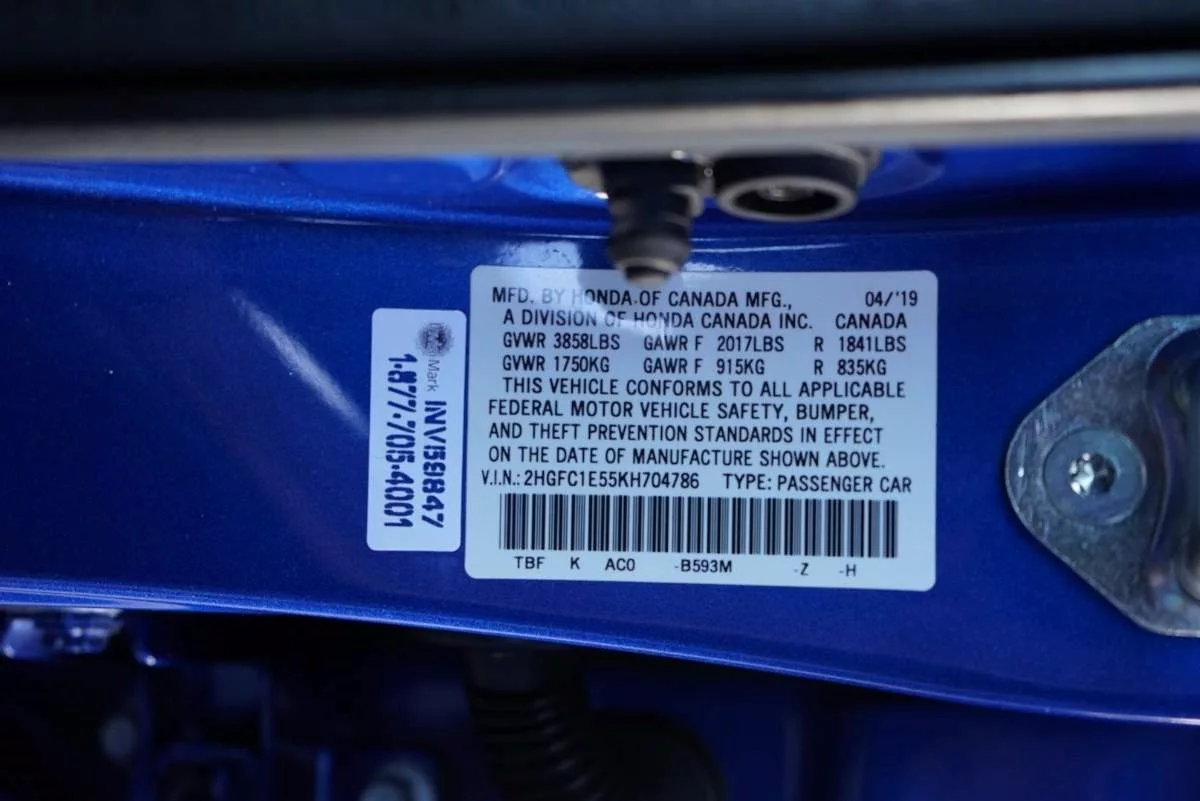 MFD. BY HONDA OF CANADA MFG., 04/'19
A DIVISION OF HONDA CANADA INC. CANADA
GVWR 3858LBS GAWR F 2017LBS R 1841LBS
GVWR 1750KG GAWR F 915KG R 835KG
THIS VEHICLE CONFORMS TO ALL APPLICABLE
FEDERAL MOTOR VEHICLE SAFETY, BUMPER,
AND THEFT PREVENTION STANDARDS IN EFFECT
ON THE DATE OF MANUFACTURE SHOWN ABOVE.
V.I.N.: 2HGFC1E55KH704786 TYPE: PASSENGER CAR
TBF K AC0 -B593M -Z -H
Mark INV159847
1-877-705-4001